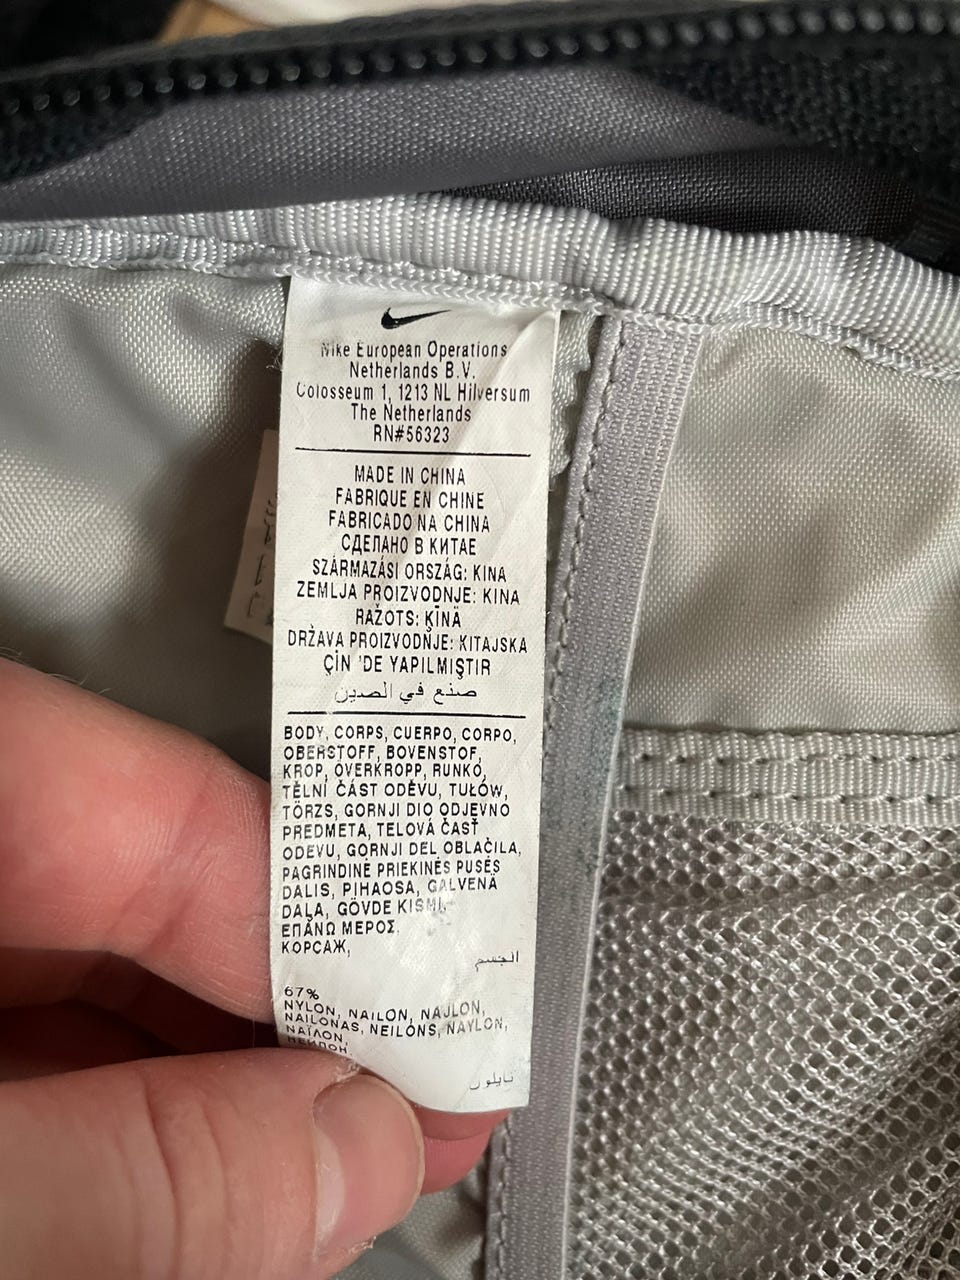 Nike European Operations
Netherlands B.V.
Colosseum 1, 1213 NL Hilversum
The Netherlands
RN#56323
MADE IN CHINA
FABRIQUE EN CHINE
FABRICADO NA CHINA
СДЕЛАНО В КИТАЕ
SZÁRMAZÁSI ORSZÁG: KINA
ZEMLJA PROIZVODNJE: KINA
RAŽOTS: ĶĪNĀ
DRŽAVA PROIZVODŇJE: KITAJSKA
ÇİN 'DE YAPILMIŞTIR
صنع في الصين
BODY, CORPS, CUERPO, CORPO,
OBERSTOFF, BOVENSTOF,
KROP, OVERKROPP, RUNKO,
TĚLNÍ ČÁST ODĚVU, TUŁÓW,
TÖRZS, GORNJI DIO ODJEVNO
PREDMETA, TELOVÁ ČASŤ
ODEVU, GORNJI DEL OBLAČILA,
PAGRINDINĖ PRIEKINĖS PUSĖS
DALIS, PIHAOSA, GALVENĀ
DAĻA, GÖVDE KISMI,
ΕΠΑΝΩ ΜΕΡΟΣ,
КОРСАЖ,
الجسم
67%
NYLON, NAILON, NAJLON,
NAILONAS, NEILONS, NAYLON,
ΝΑΪΛΟΝ,
НЕЙЛОН,
نايلون